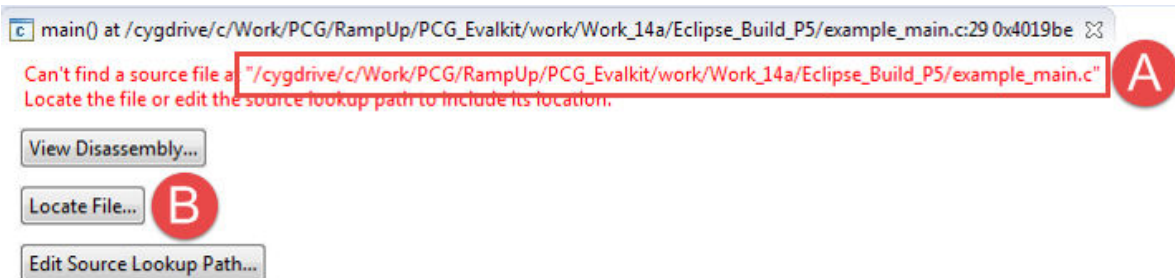 main() at /cygdrive/c/Work/PCG/RampUp/PCG_Evalkit/work/Work_14a/Eclipse_Build_P5/example_main.c:29 0x4019be
Can't find a source file a "/cygdrive/c/Work/PCG/RampUp/PCG_Evalkit/work/Work_14a/Eclipse_Build_P5/example_main.c" A
Locate the file or edit the source lookup path to include its location.
View Disassembly...
Locate File... B
Edit Source Lookup Path...